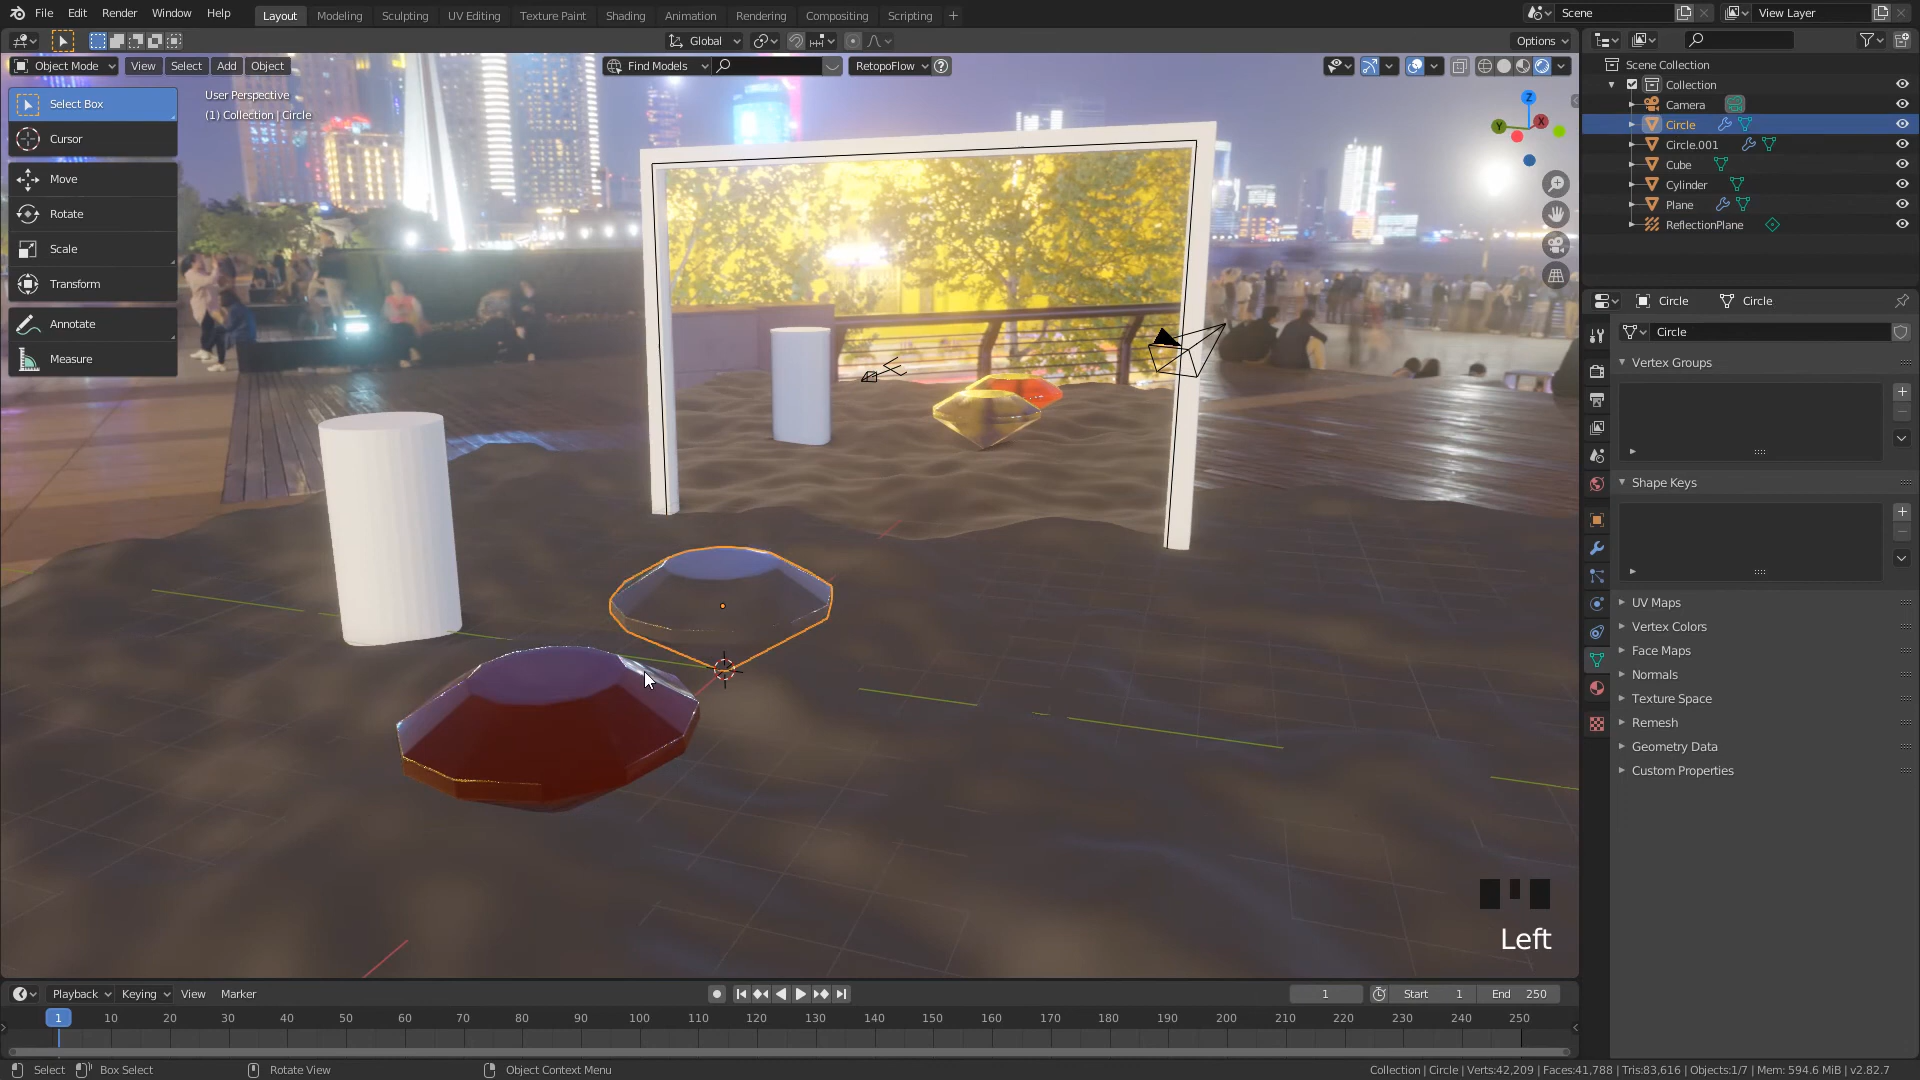 File Edit Render Window Help Layout Modeling Sculpting UV Editing Texture Paint Shading Animation Rendering Compositing Scripting + Scene View Layer
Global Options
Object Mode View Select Add Object Find Models RetopoFlow
Select Box
Cursor
Move
Rotate
Scale
Transform
Annotate
Measure
User Perspective
(1) Collection | Circle
Z
Y
X
Left
Scene Collection
Collection
Camera
Circle
Circle.001
Cube
Cylinder
Plane
ReflectionPlane
Circle Circle
Circle
Vertex Groups
Shape Keys
UV Maps
Vertex Colors
Face Maps
Normals
Texture Space
Remesh
Geometry Data
Custom Properties
Playback Keying View Marker 1 Start 1 End 250
1 10 20 30 40 50 60 70 80 90 100 110 120 130 140 150 160 170 180 190 200 210 220 230 240 250
Select Box Select Rotate View Object Context Menu Collection | Circle | Verts:42,209 | Faces:41,788 | Tris:83,616 | Objects:1/7 | Mem: 594.6 MiB | v2.82.7